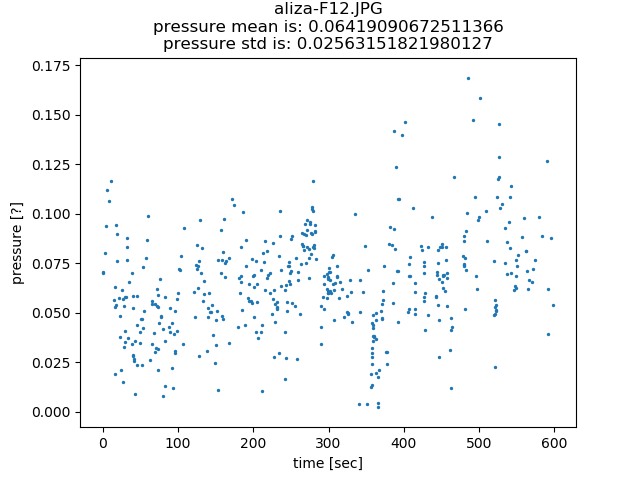 aliza-F12.JPG
pressure mean is: 0.06419090672511366
pressure std is: 0.02563151821980127
0.175
0.150
0.125
0.100
0.075
0.050
0.025
0.000
pressure [?]
0 100 200 300 400 500 600
time [sec]